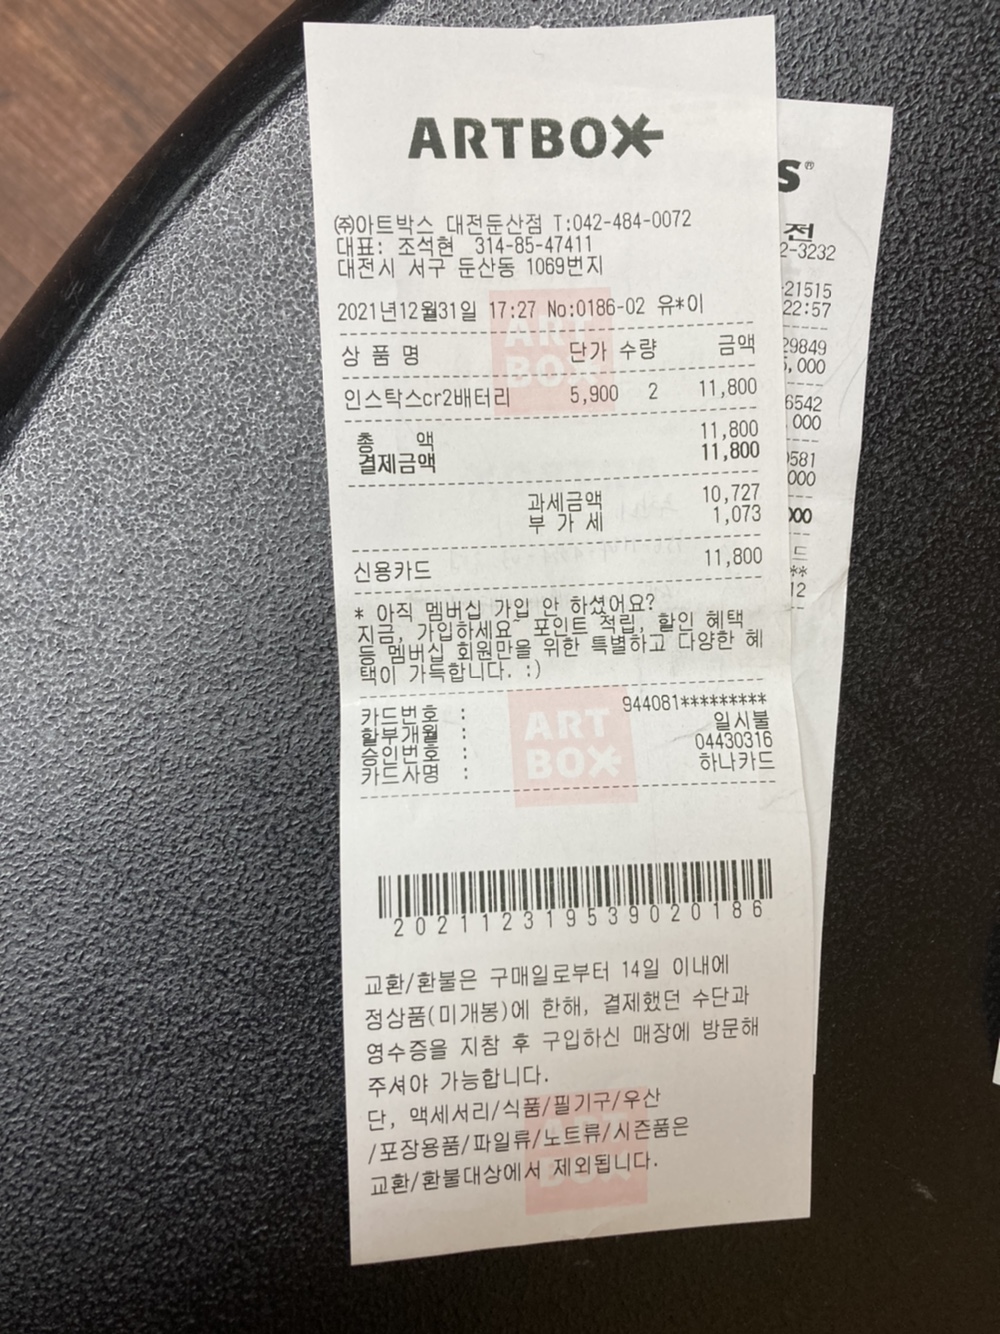 ARTBOX
㈜아트박스 대전둔산점 T:042-484-0072
대표: 조석현 314-85-47411
대전시 서구 둔산동 1069번지
2021년12월31일 17:27 No:0186-02 유*이
상 품 명 단가 수량 금액
인스탁스cr2배터리 5,900 2 11,800
총 액 11,800
결제금액 11,800
과세금액 10,727
부 가 세 1,073
신용카드 11,800
* 아직 멤버십 가입 안 하셨어요?
지금, 가입하세요~ 포인트 적립, 할인 혜택
등 멤버십 회원만을 위한 특별하고 다양한 혜
택이 가득합니다. :)
카드번호 : 944081*********
할부개월 : 일시불
승인번호 : 04430316
카드사명 : 하나카드
ART
BOX
202112319539020186
교환/환불은 구매일로부터 14일 이내에
정상품(미개봉)에 한해, 결제했던 수단과
영수증을 지참 후 구입하신 매장에 방문해
주셔야 가능합니다.
단, 액세서리/식품/필기구/우산
/포장용품/파일류/노트류/시즌품은
교환/환불대상에서 제외됩니다.
S®
전
2-3232
-21515
22:57
29849
,000
6542
000
0581
000
000
드
**
12